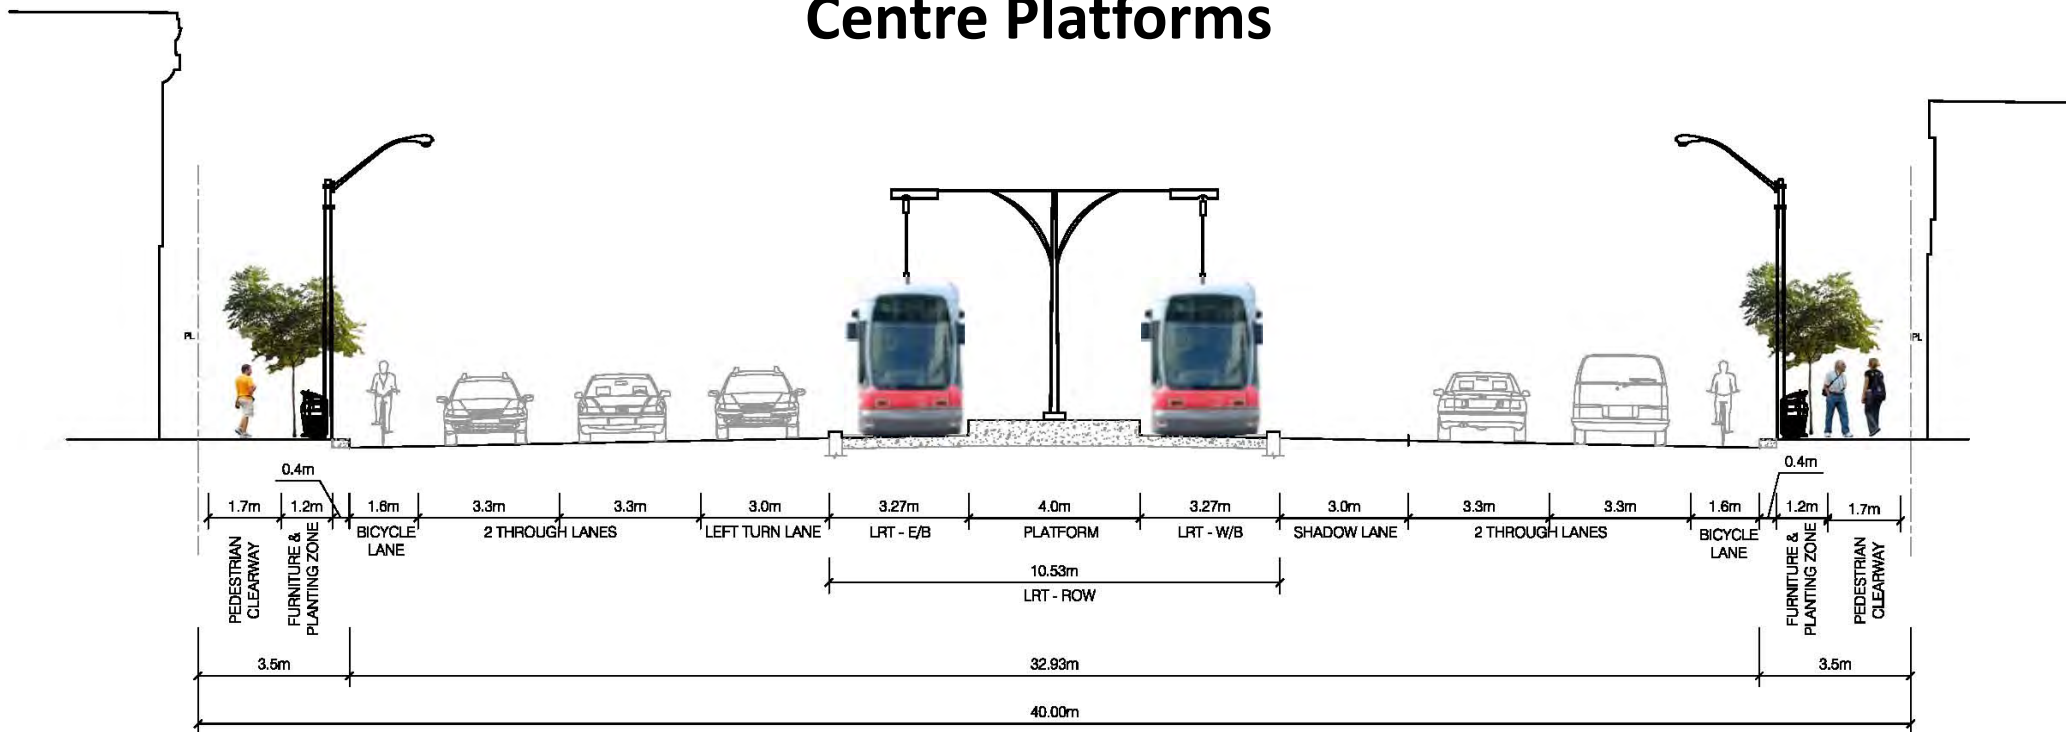 Centre Platforms
PL
PL
0.4m
0.4m
1.7m 1.2m 1.6m 3.3m 3.3m 3.0m 3.27m 4.0m 3.27m 3.0m 3.3m 3.3m 1.6m 1.2m 1.7m
BICYCLE
LANE
2 THROUGH LANES
LEFT TURN LANE
LRT - E/B
PLATFORM
LRT - W/B
SHADOW LANE
2 THROUGH LANES
BICYCLE
LANE
PEDESTRIAN
CLEARWAY
FURNITURE &
PLANTING ZONE
10.53m
LRT - ROW
FURNITURE &
PLANTING ZONE
PEDESTRIAN
CLEARWAY
3.5m 32.93m 3.5m
40.00m